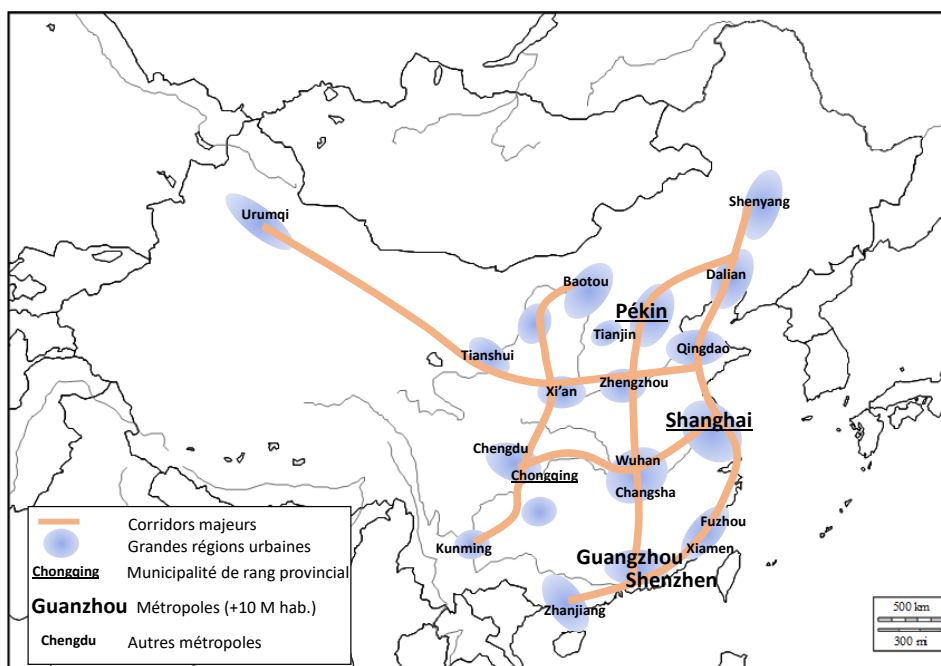 Shenyang
Urumqi
Dalian
Baotou
Pékin
Tianjin
Qingdao
Tianshui
Zhengzhou
Xi'an
Shanghai
Chengdu
Wuhan
Chongqing
Changsha
Fuzhou
Kunming
Xiamen
Guangzhou
Shenzhen
Zhanjiang
Corridors majeurs
Grandes régions urbaines
Chongqing Municipalité de rang provincial
Guanzhou Métropoles (+10 M hab.)
Chengdu Autres métropoles
500 km
300 mi